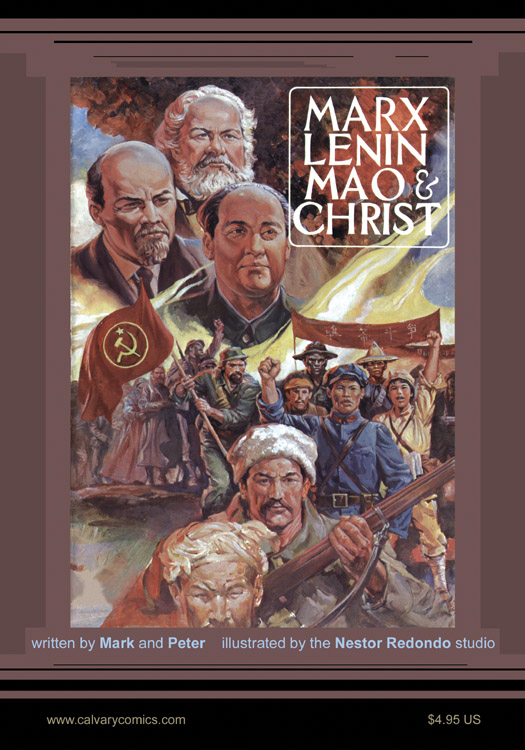 MARX
LENIN
MAO &
CHRIST
written by Mark and Peter illustrated by the Nestor Redondo studio
www.calvarycomics.com
$4.95 US